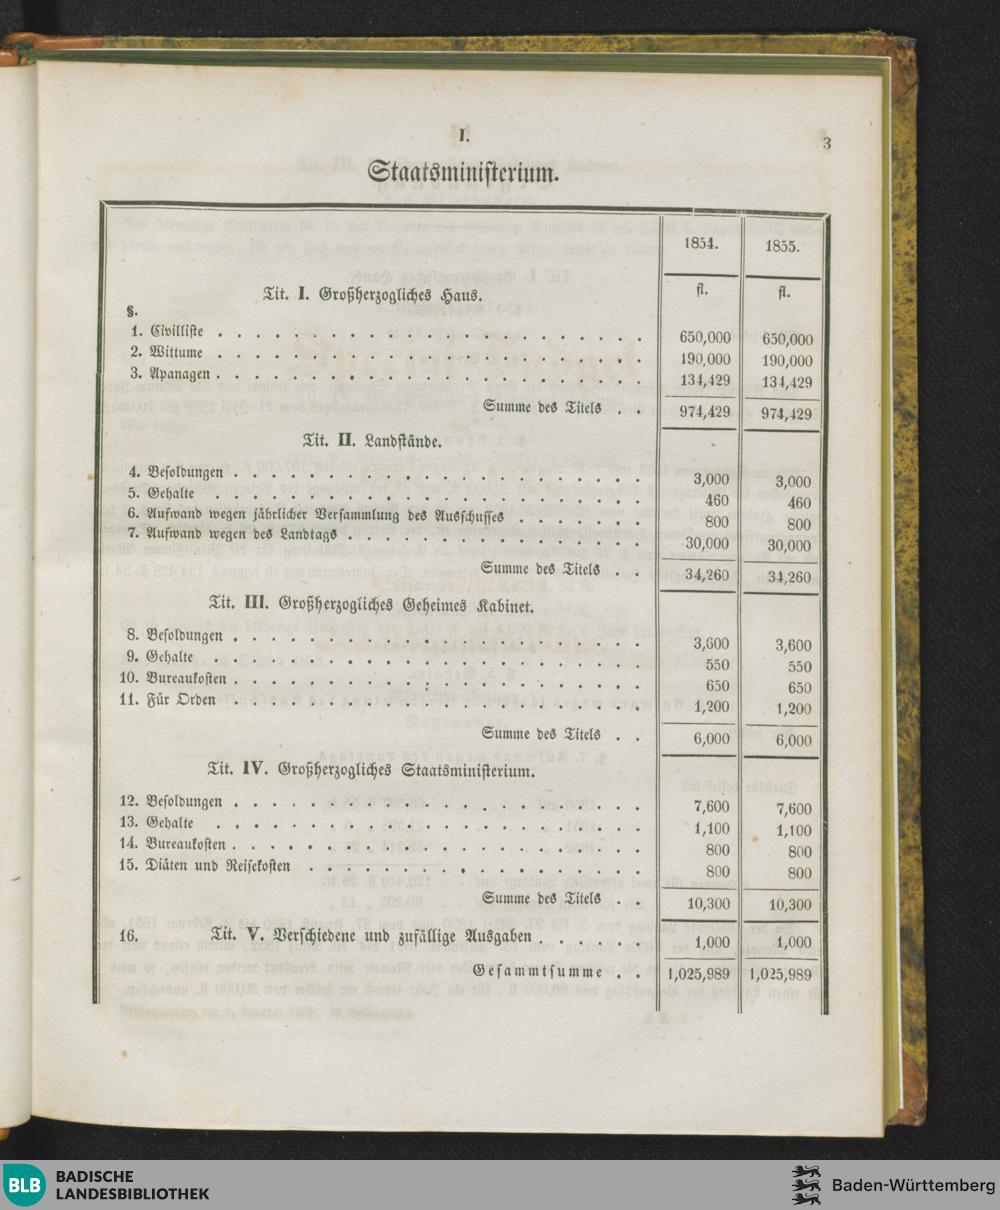 I.
3
Staatsministerium.
1854. 1855.
fl. fl.
Tit. I. Großherzogliches Haus.
§.
1. Civilliste . . . 650,000 650,000
2. Wittume . . . 190,000 190,000
3. Apanagen . . . 134,429 134,429
Summe des Titels . . 974,429 974,429
Tit. II. Landstände.
4. Besoldungen . . . 3,000 3,000
5. Gehalte . . . 460 460
6. Aufwand wegen jährlicher Versammlung des Ausschusses . . . 800 800
7. Aufwand wegen des Landtags . . . 30,000 30,000
Summe des Titels . . 34,260 34,260
Tit. III. Großherzogliches Geheimes Kabinet.
8. Besoldungen . . . 3,600 3,600
9. Gehalte . . . 550 550
10. Bureaukosten . . . 650 650
11. Für Orden . . . 1,200 1,200
Summe des Titels . . 6,000 6,000
Tit. IV. Großherzogliches Staatsministerium.
12. Besoldungen . . . 7,600 7,600
13. Gehalte . . . 1,100 1,100
14. Bureaukosten . . . 800 800
15. Diäten und Reisekosten . . . 800 800
Summe des Titels . . 10,300 10,300
16. Tit. V. Verschiedene und zufällige Ausgaben . . . 1,000 1,000
Gesammtsumme . . 1,025,989 1,025,989
BLB BADISCHE
LANDESBIBLIOTHEK
Baden-Württemberg